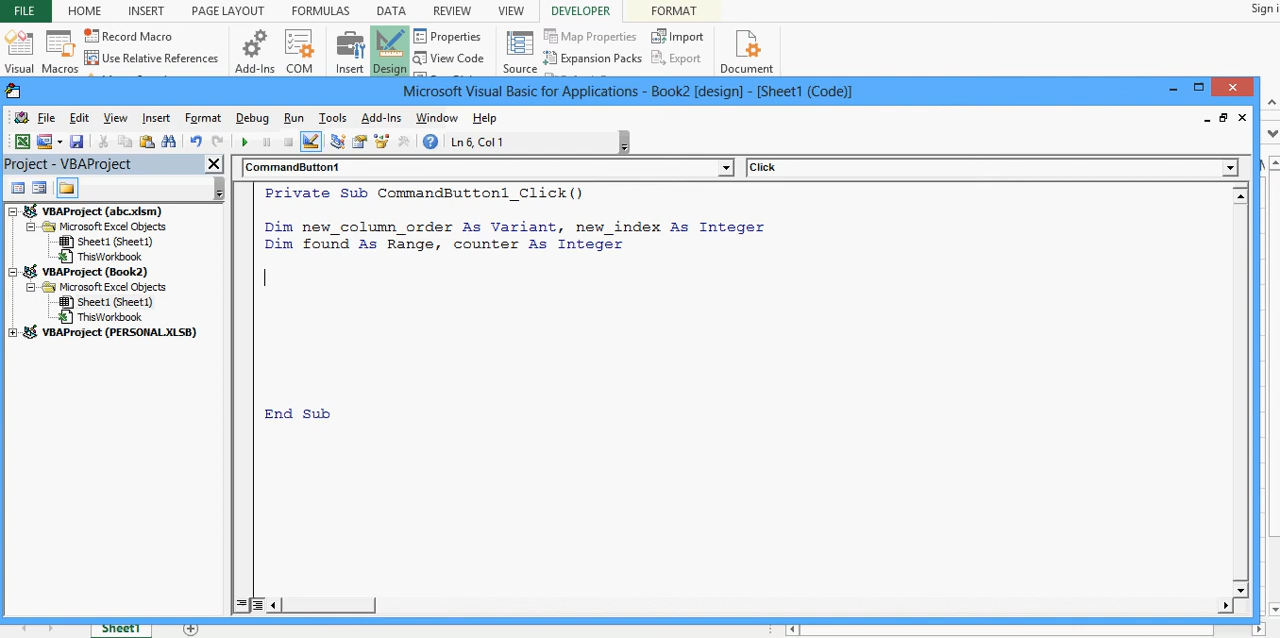 FILE HOME INSERT PAGE LAYOUT FORMULAS DATA REVIEW VIEW DEVELOPER FORMAT Sign i
Record Macro
Use Relative References
Visual Macros Add-Ins COM Insert Design
Properties
View Code
Source
Map Properties Import
Expansion Packs Export
Document
Microsoft Visual Basic for Applications - Book2 [design] - [Sheet1 (Code)]
File Edit View Insert Format Debug Run Tools Add-Ins Window Help
Ln 6, Col 1
Project - VBAProject
CommandButton1 Click
VBAProject (abc.xlsm)
Microsoft Excel Objects
Sheet1 (Sheet1)
ThisWorkbook
VBAProject (Book2)
Microsoft Excel Objects
Sheet1 (Sheet1)
ThisWorkbook
VBAProject (PERSONAL.XLSB)
Private Sub CommandButton1_Click()
Dim new_column_order As Variant, new_index As Integer
Dim found As Range, counter As Integer
End Sub
Sheet1